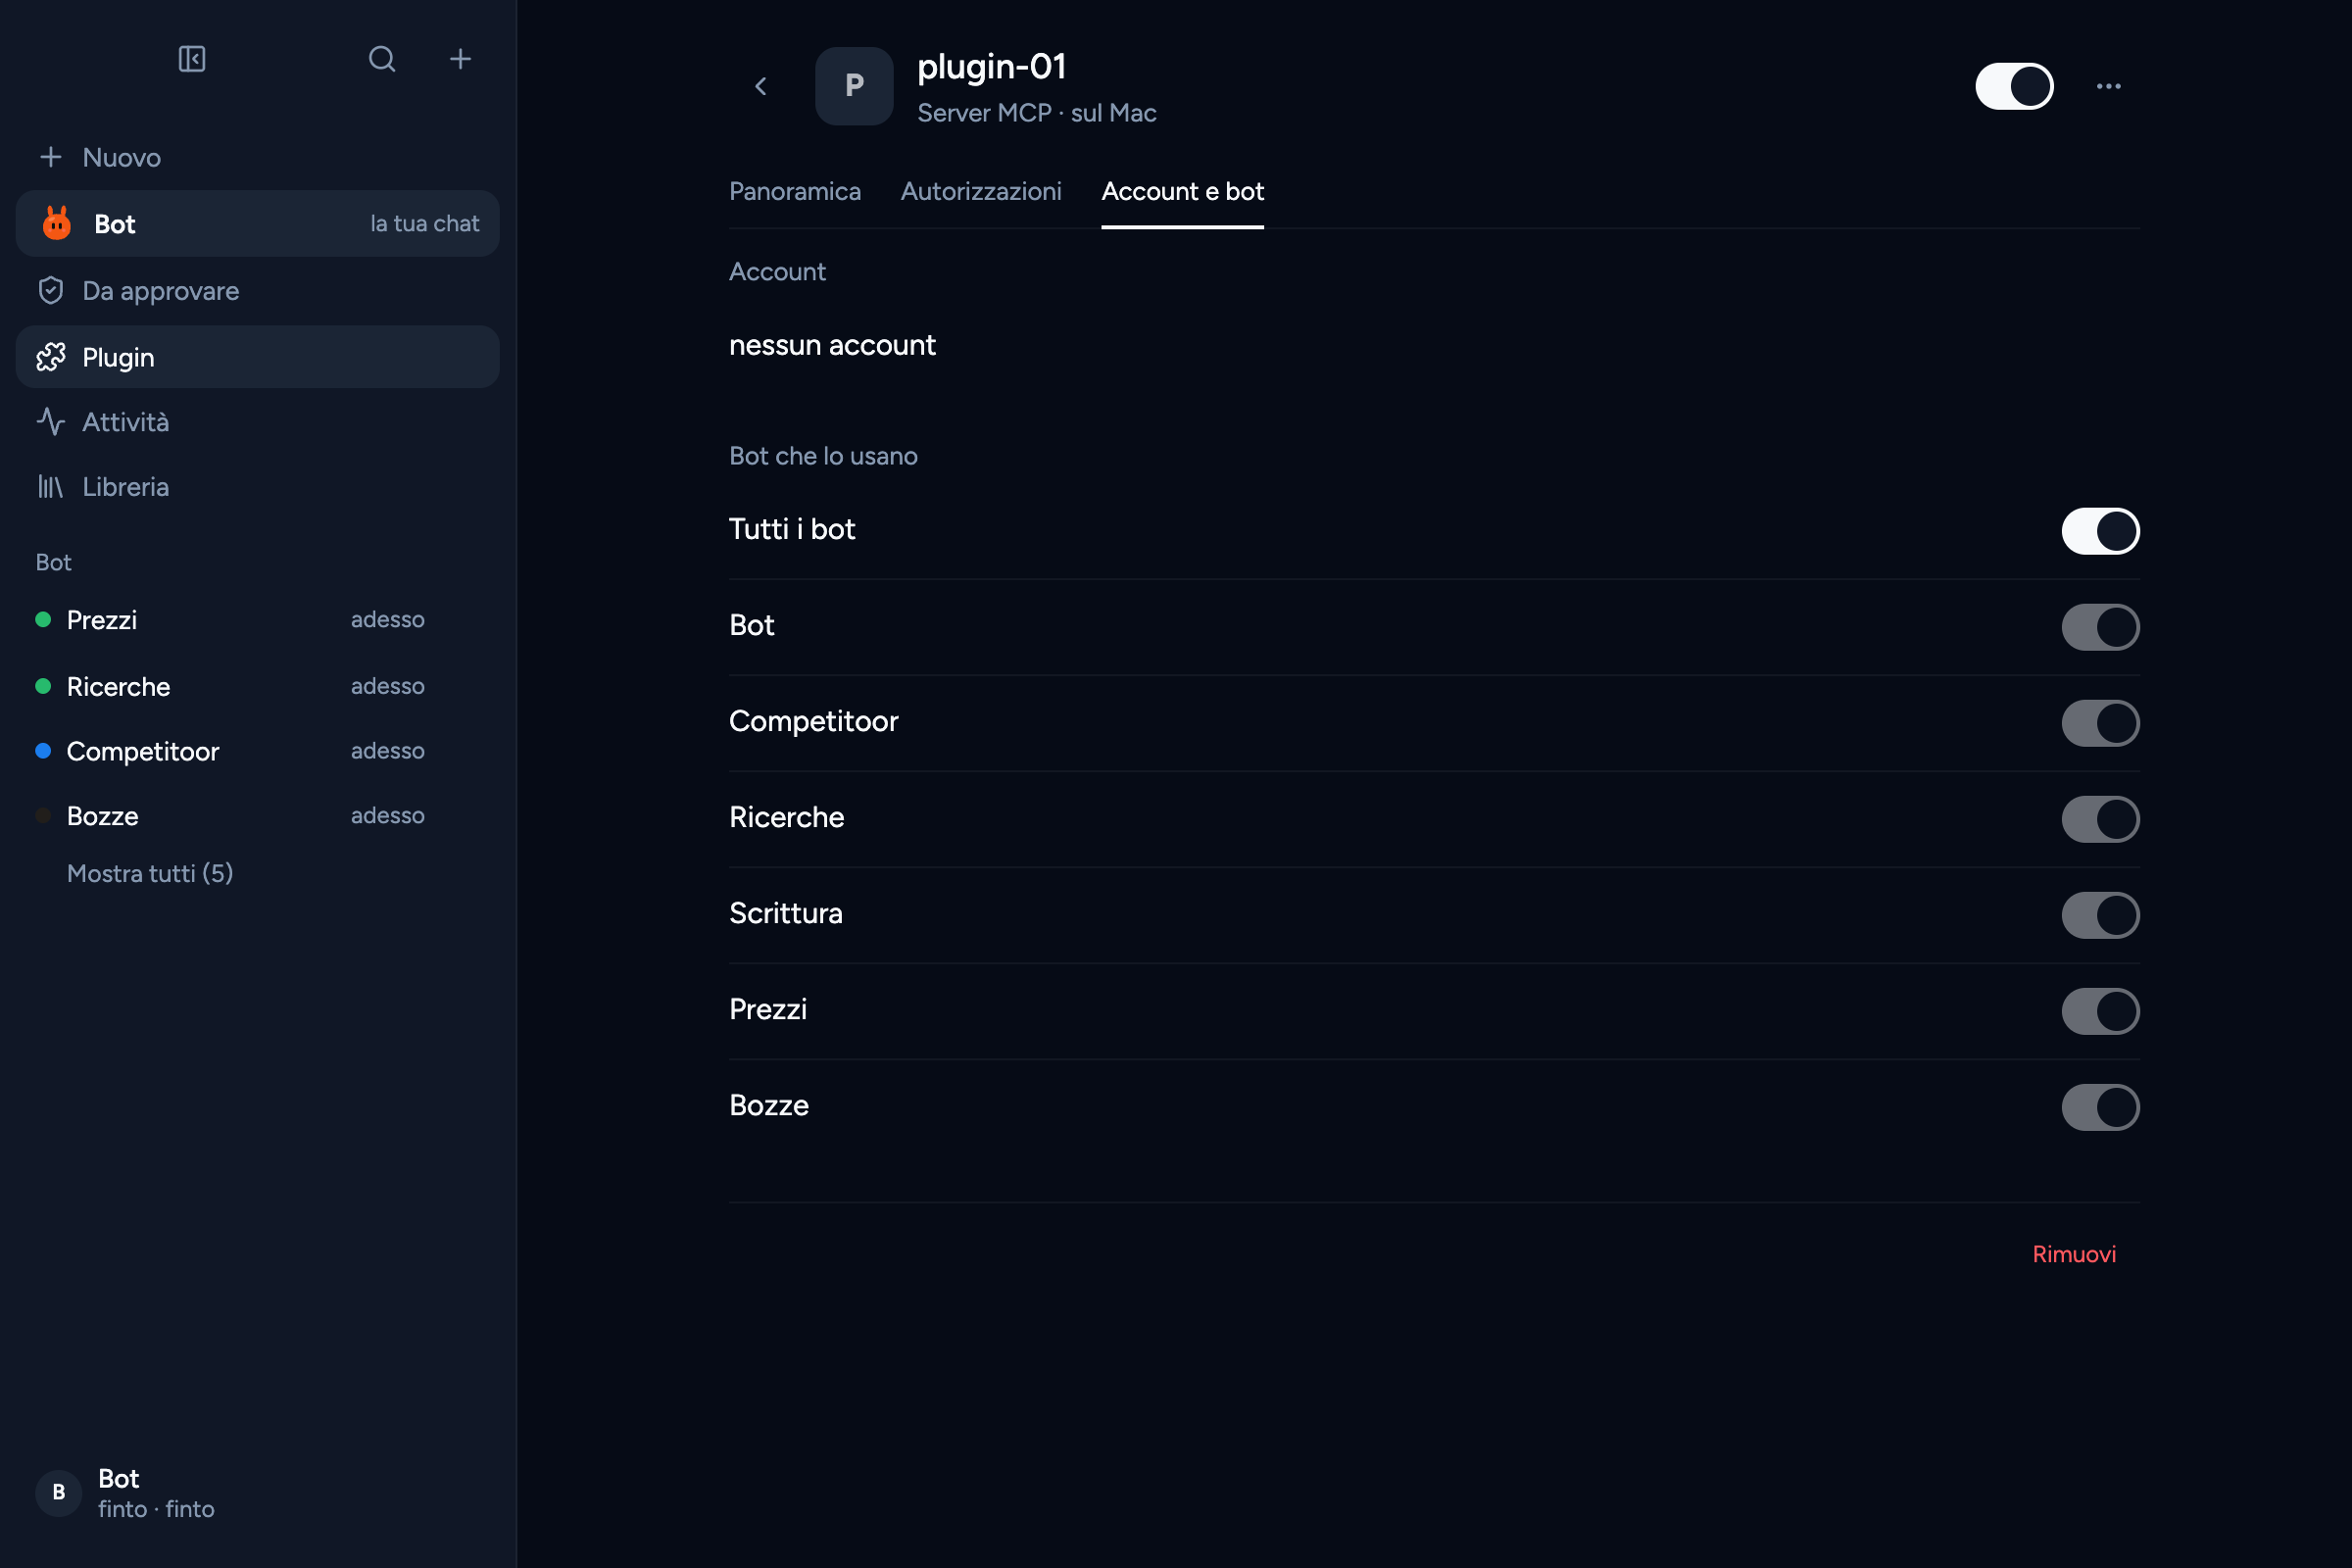 Nuovo
Bot
la tua chat
Da approvare
Plugin
Attività
Libreria
Bot
Prezzi
adesso
Ricerche
adesso
Competitoor
adesso
Bozze
adesso
Mostra tutti (5)
B
Bot
finto · finto
P
plugin-01
Server MCP · sul Mac
Panoramica
Autorizzazioni
Account e bot
Account
nessun account
Bot che lo usano
Tutti i bot
Bot
Competitoor
Ricerche
Scrittura
Prezzi
Bozze
Rimuovi